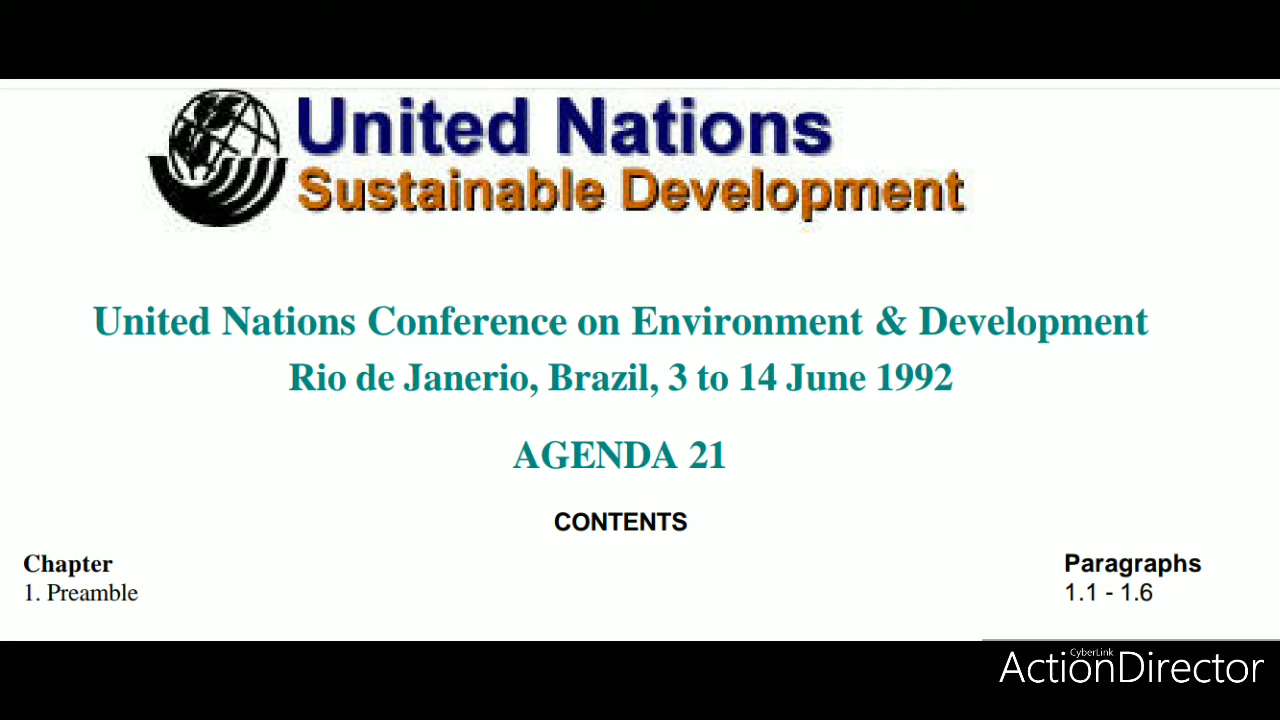 United Nations
Sustainable Development
United Nations Conference on Environment & Development
Rio de Janerio, Brazil, 3 to 14 June 1992
AGENDA 21
CONTENTS
Chapter Paragraphs
1. Preamble 1.1 - 1.6
CyberLink
ActionDirector